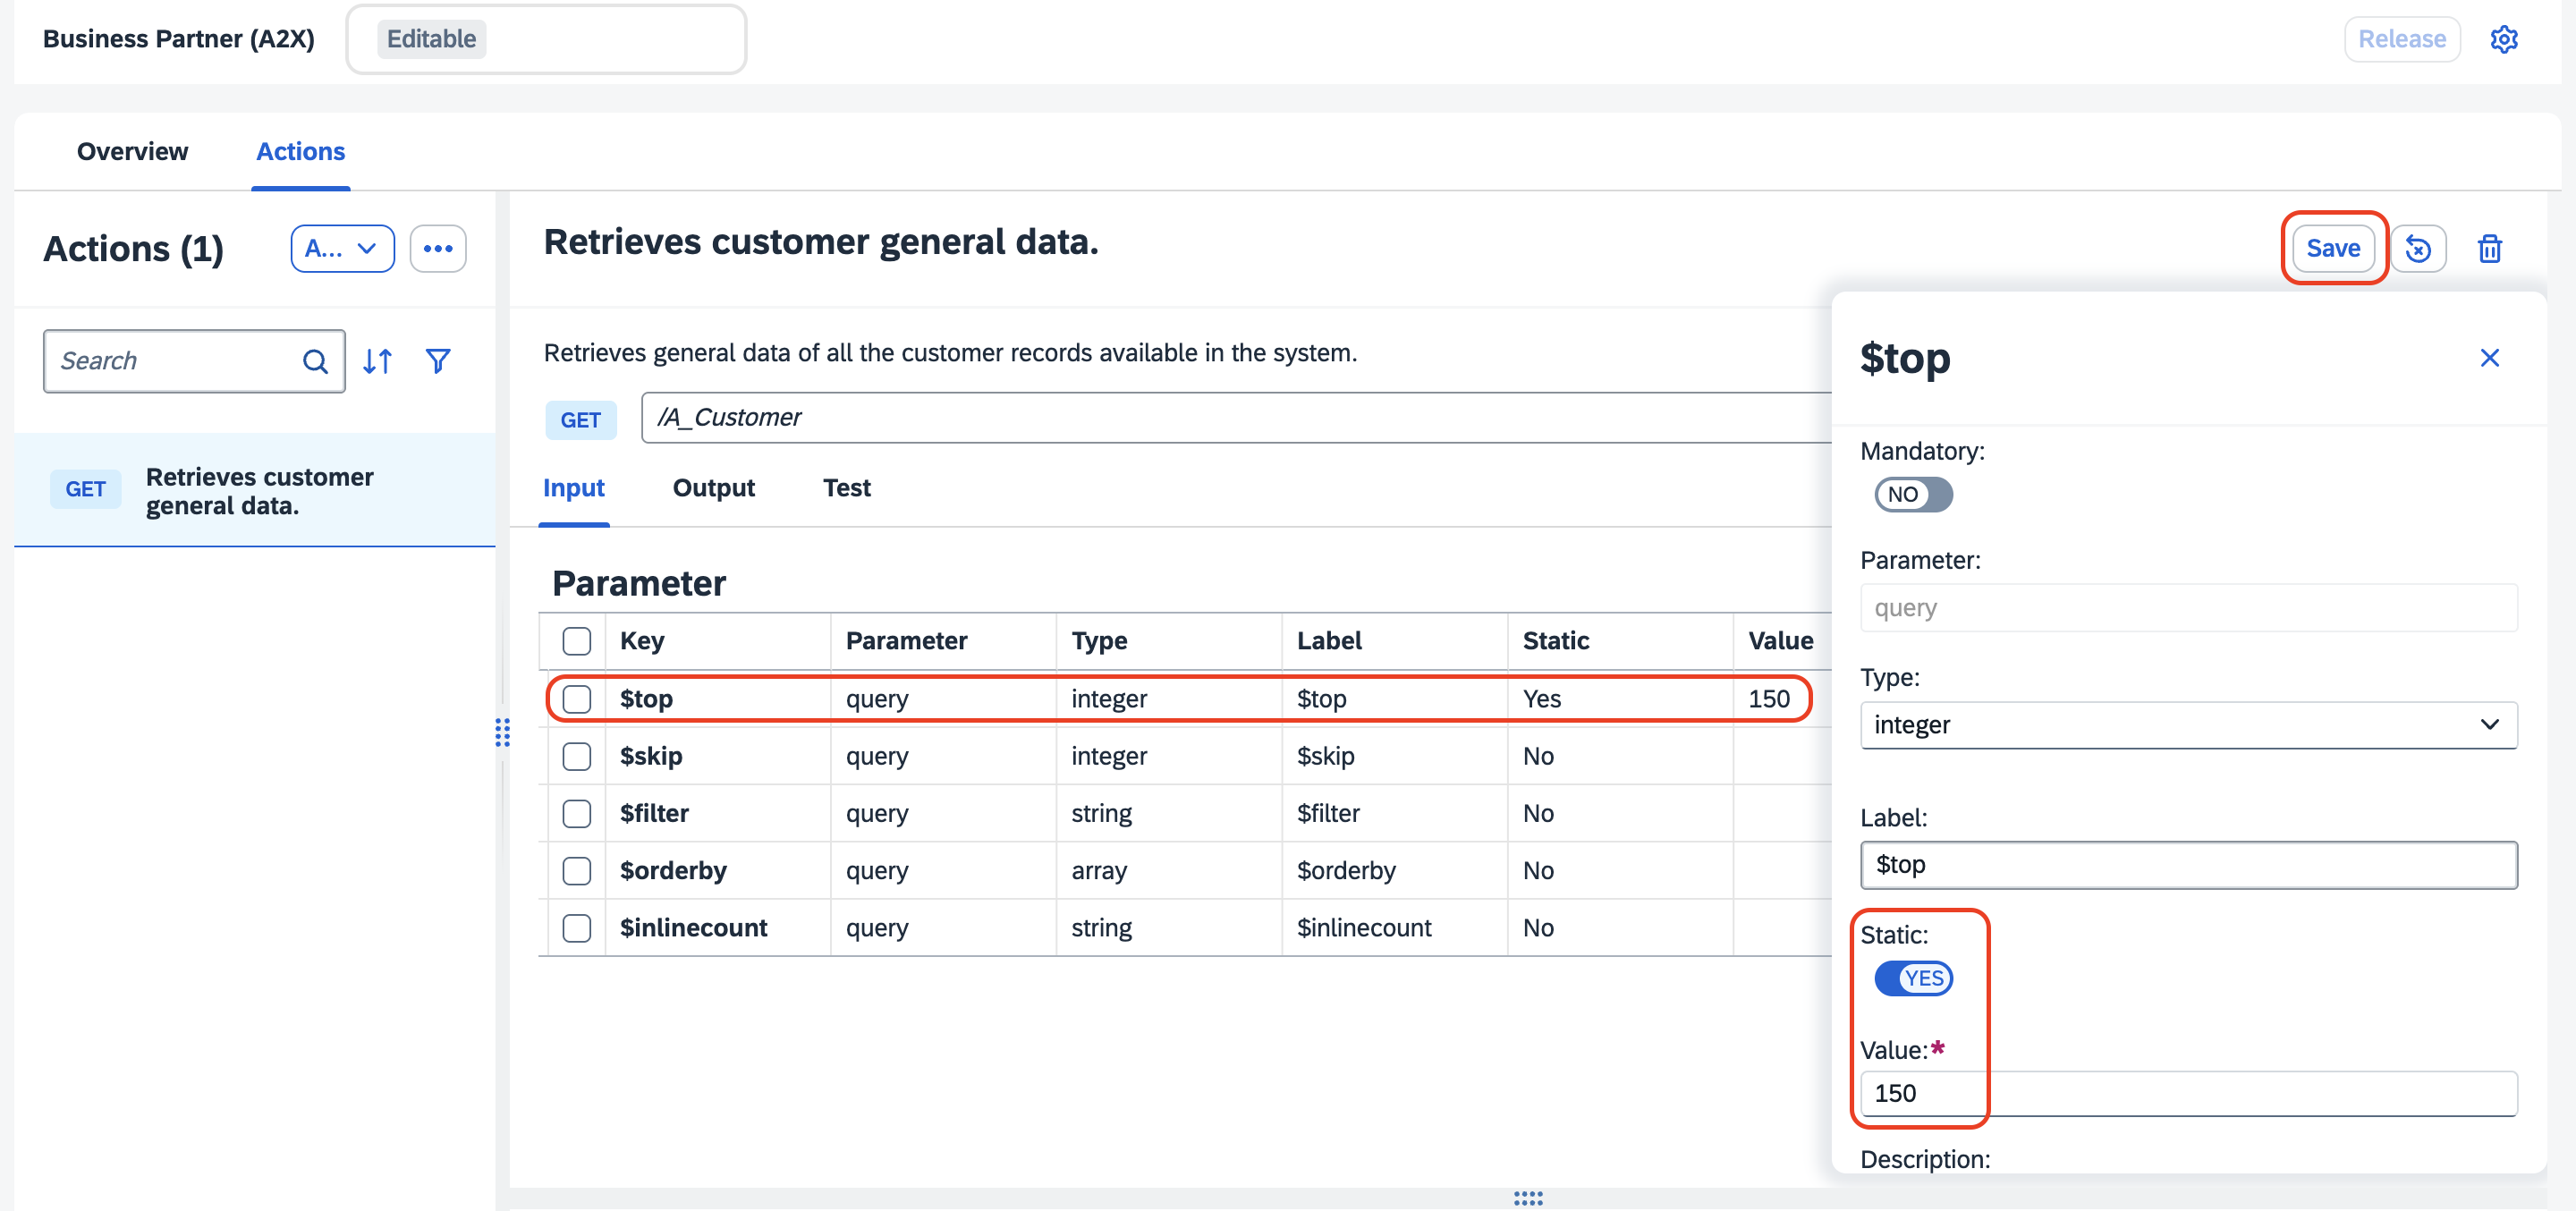 Business Partner (A2X)
Editable
Release
Overview
Actions
Actions (1)
A...
Search
GET
Retrieves customer
general data.
Retrieves customer general data.
Save
Retrieves general data of all the customer records available in the system.
GET
/A_Customer
Input
Output
Test
Parameter
Key Parameter Type Label Static Value
$top query integer $top Yes 150
$skip query integer $skip No
$filter query string $filter No
$orderby query array $orderby No
$inlinecount query string $inlinecount No
$top
Mandatory:
NO
Parameter:
query
Type:
integer
Label:
$top
Static:
YES
Value:*
150
Description: